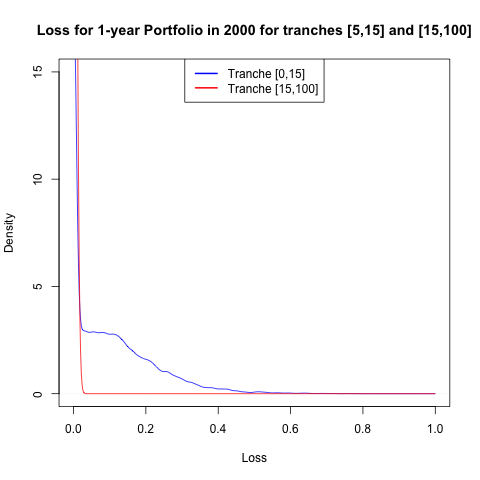 Loss for 1-year Portfolio in 2000 for tranches [5,15] and [15,100]
Tranche [0,15]
Tranche [15,100]
Density
15
10
5
0
0.0 0.2 0.4 0.6 0.8 1.0
Loss